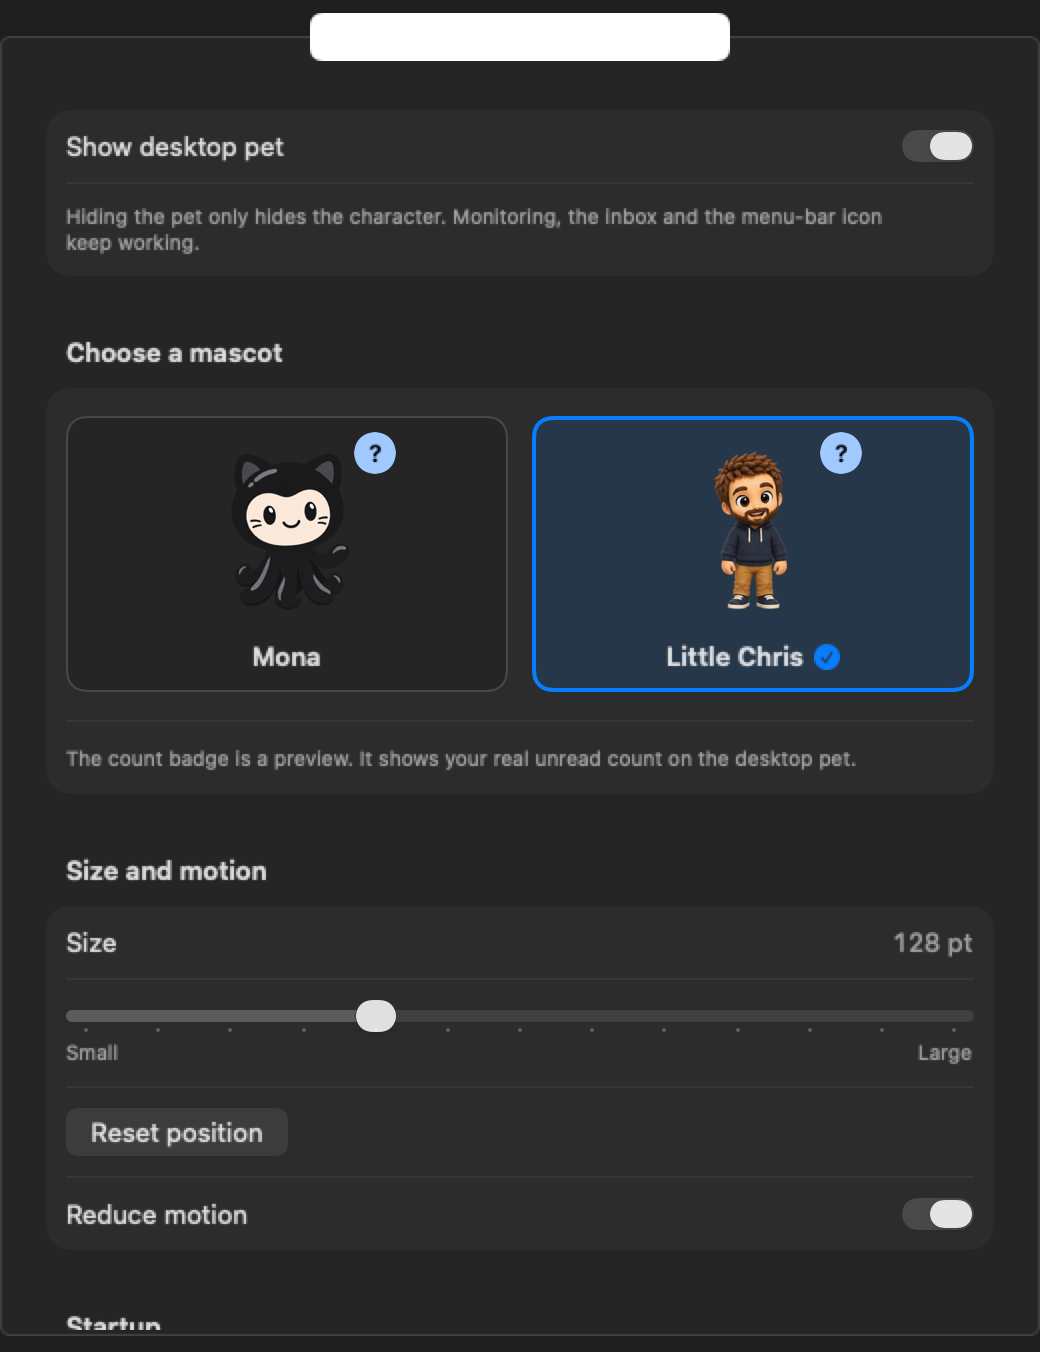 Show desktop pet
Hiding the pet only hides the character. Monitoring, the inbox and the menu-bar icon
keep working.
Choose a mascot
?
?
Mona
Little Chris
The count badge is a preview. It shows your real unread count on the desktop pet.
Size and motion
Size
128 pt
Small
Large
Reset position
Reduce motion
Startup